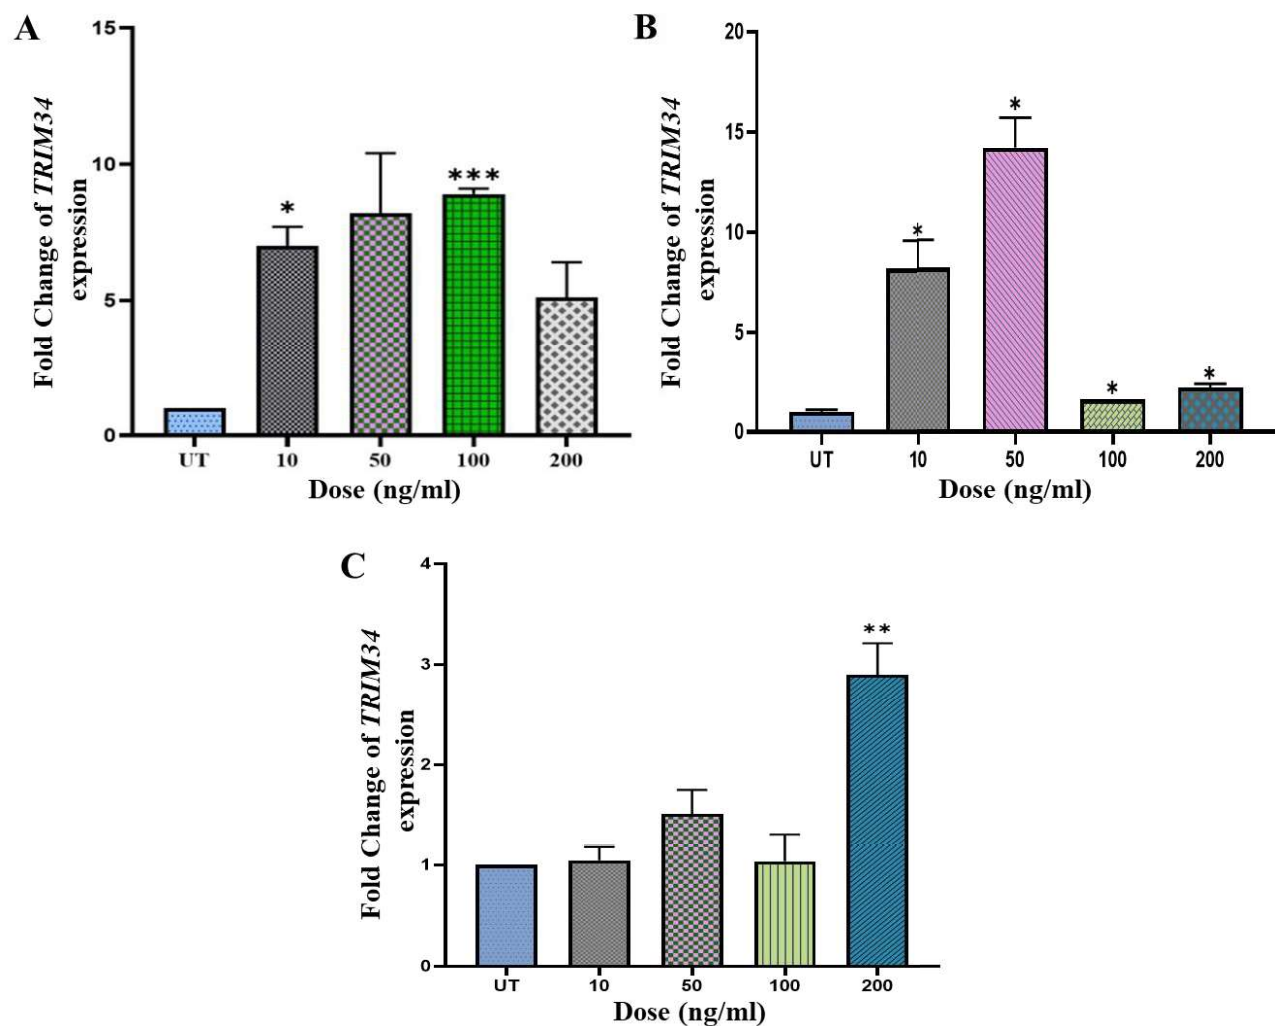 A
15
10
5
0
Fold Change of TRIM34
expression
*
***
UT 10 50 100 200
Dose (ng/ml)
B
20
15
10
5
0
Fold Change of TRIM34
expression
*
*
*
*
UT 10 50 100 200
Dose (ng/ml)
C
4
3
2
1
0
Fold Change of TRIM34
expression
**
UT 10 50 100 200
Dose (ng/ml)